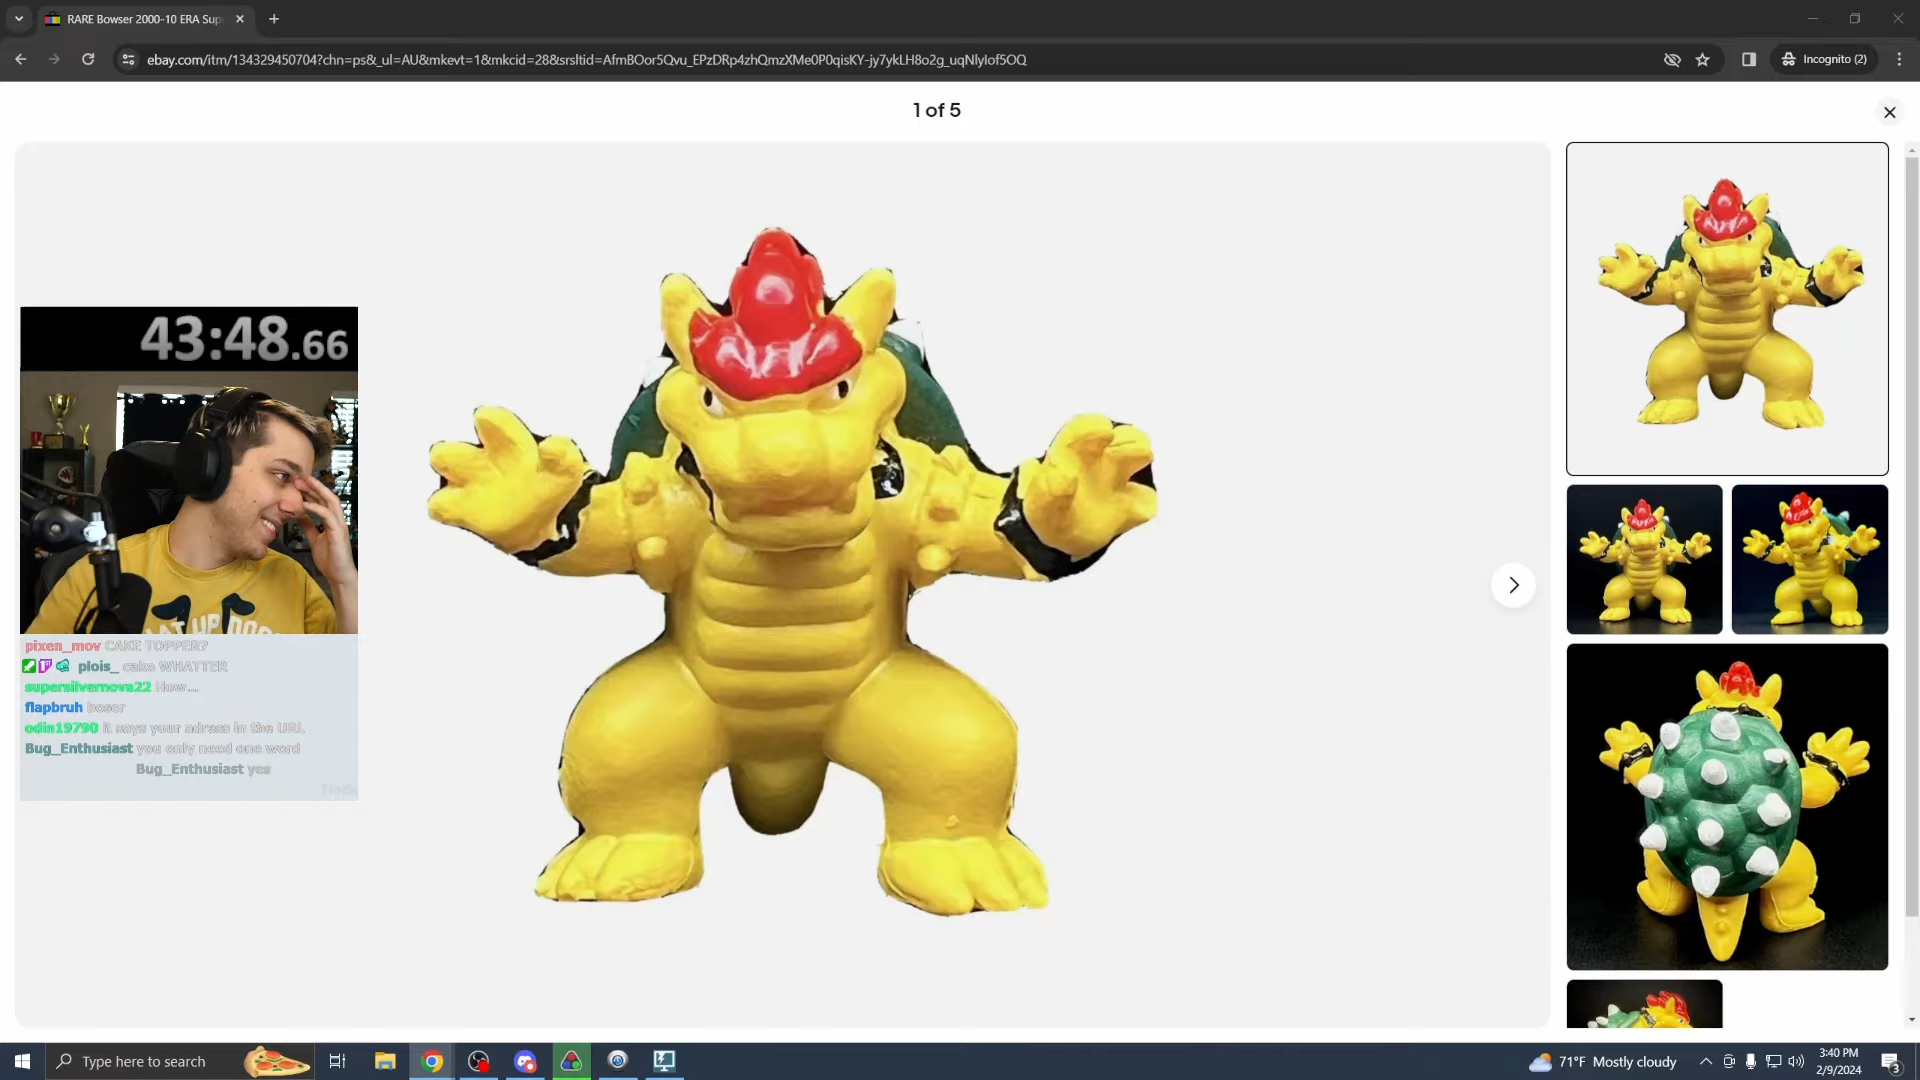 RARE Bowser 2000-10 ERA Sup
ebay.com/itm/134329450704?chn=ps&_ul=AU&mkevt=1&mkcid=28&srsltid=AfmBOor5Qvu_EPzDRp4zhQmzXMe0P0qisKY-jy7ykLH8o2g_uqNlyIof5OQ
Incognito (2)
1 of 5
43:48.66
pixen_mov CAKE TOPPER?
plois_ cake WHATTER
supersilvernova22 How...
flapbruh boser
odin19790 it says your adress in the URL
Bug_Enthusiast you only need one word
Bug_Enthusiast yes
Type here to search
71°F Mostly cloudy
3:40 PM
2/9/2024
3